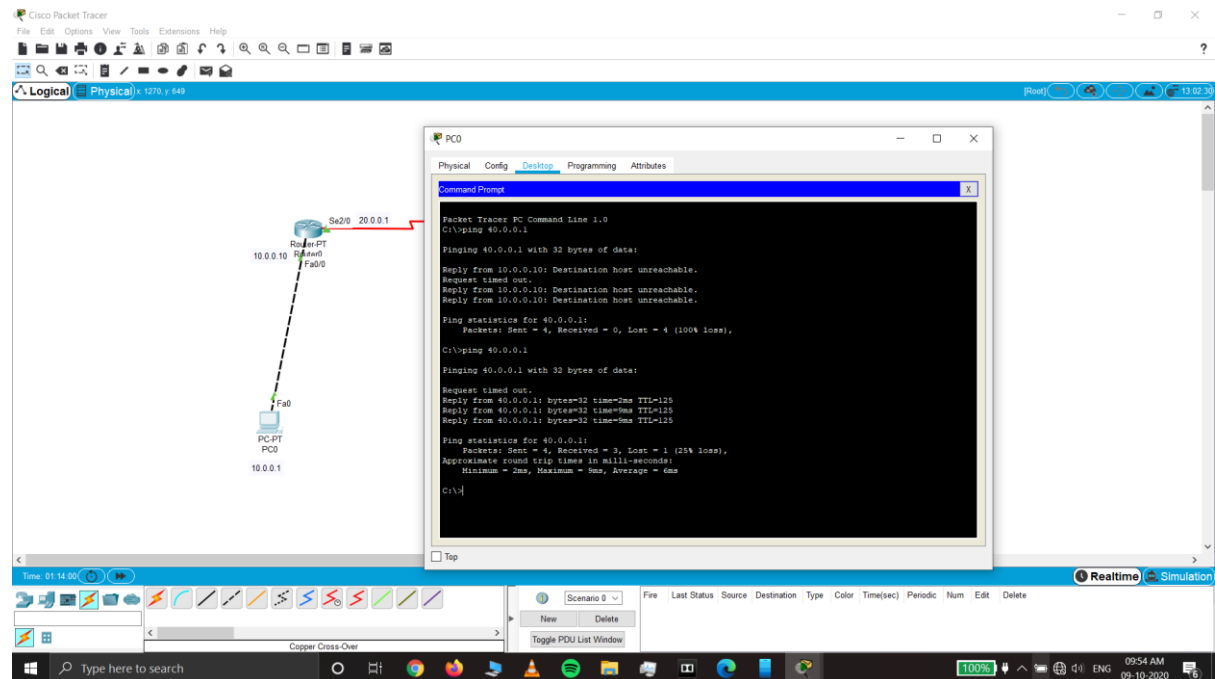 Cisco Packet Tracer
File Edit Options View Tools Extensions Help
?
Logical Physical x: 1270, y: 649 [Root] 13:02:30
PC0
Physical Config Desktop Programming Attributes
Command Prompt X
Packet Tracer PC Command Line 1.0
C:\>ping 40.0.0.1
Pinging 40.0.0.1 with 32 bytes of data:
Reply from 10.0.0.10: Destination host unreachable.
Request timed out.
Reply from 10.0.0.10: Destination host unreachable.
Reply from 10.0.0.10: Destination host unreachable.
Ping statistics for 40.0.0.1:
Packets: Sent = 4, Received = 0, Lost = 4 (100% loss),
C:\>ping 40.0.0.1
Pinging 40.0.0.1 with 32 bytes of data:
Request timed out.
Reply from 40.0.0.1: bytes=32 time=2ms TTL=125
Reply from 40.0.0.1: bytes=32 time=9ms TTL=125
Reply from 40.0.0.1: bytes=32 time=9ms TTL=125
Ping statistics for 40.0.0.1:
Packets: Sent = 4, Received = 3, Lost = 1 (25% loss),
Approximate round trip times in milli-seconds:
Minimum = 2ms, Maximum = 9ms, Average = 6ms
C:\>
Top
Se2/0 20.0.0.1
Router-PT
10.0.0.10 Router0
Fa0/0
Fa0
PC-PT
PC0
10.0.0.1
Time: 01:14:00 Realtime Simulation
Scenario 0 Fire Last Status Source Destination Type Color Time(sec) Periodic Num Edit Delete
New Delete
Toggle PDU List Window
Copper Cross-Over
Type here to search 100% ENG 09:54 AM
09-10-2020 6